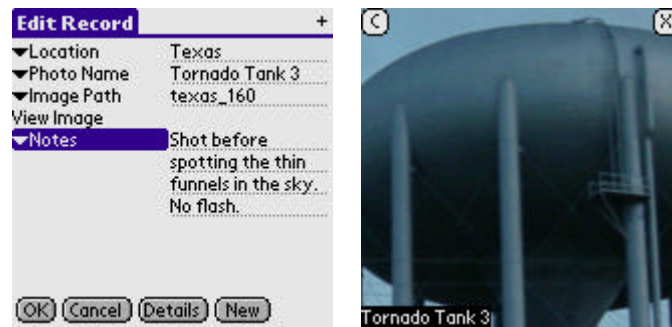 Edit Record +
Location Texas
Photo Name Tornado Tank 3
Image Path texas_160
View Image
Notes Shot before
spotting the thin
funnels in the sky.
No flash.
OK Cancel Details New
C X
Tornado Tank 3